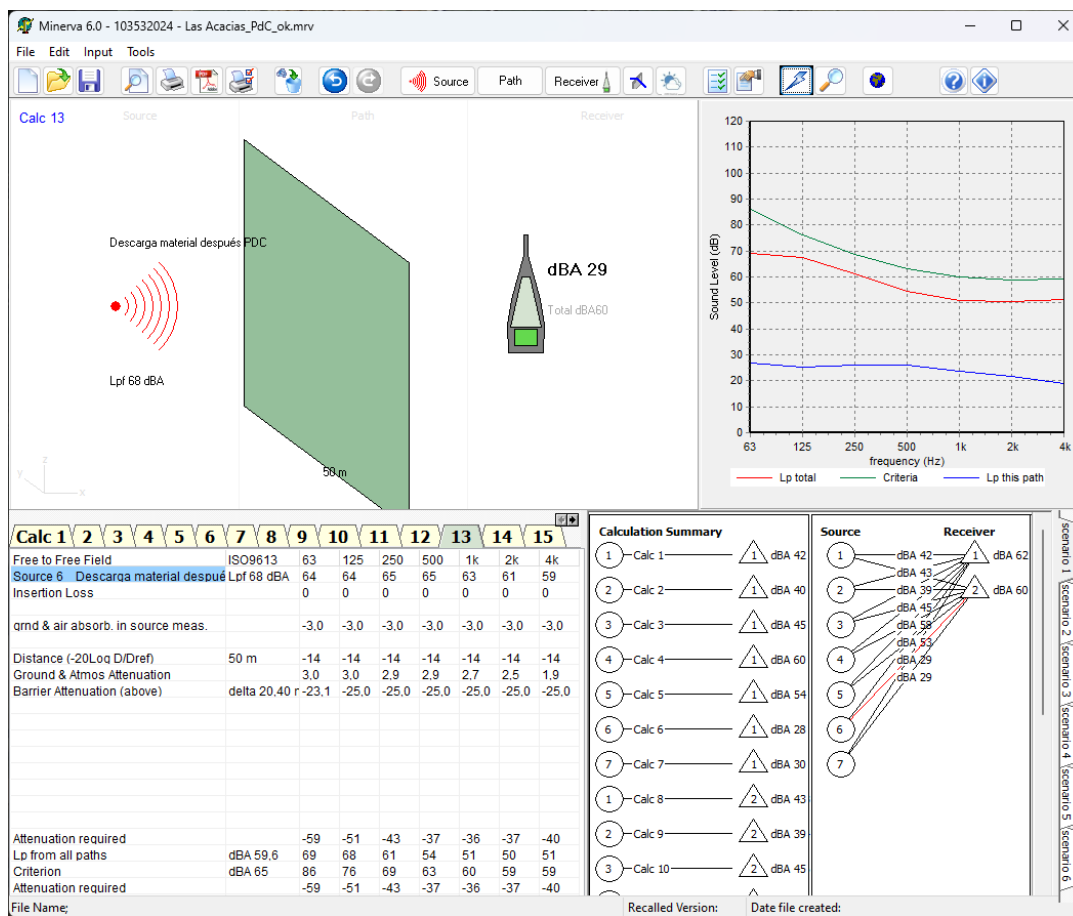 Minerva 6.0 - 103532024 - Las Acacias_PdC_ok.mrv
File Edit Input Tools
Source Path Receiver
Calc 13 Source Path Receiver
Descarga material después PDC
Lpf 68 dBA
50 m
dBA 29
Total dBA60
z
y
x
Sound Level (dB)
120
110
100
90
80
70
60
50
40
30
20
10
0
63 125 250 500 1k 2k 4k
frequency (Hz)
Lp total Criteria Lp this path
Calc 1 2 3 4 5 6 7 8 9 10 11 12 13 14 15
Free to Free Field ISO9613 63 125 250 500 1k 2k 4k
Source 6 Descarga material despué Lpf 68 dBA 64 64 65 65 63 61 59
Insertion Loss 0 0 0 0 0 0 0
grnd & air absorb. in source meas. -3,0 -3,0 -3,0 -3,0 -3,0 -3,0 -3,0
Distance (-20Log D/Dref) 50 m -14 -14 -14 -14 -14 -14 -14
Ground & Atmos Attenuation 3,0 3,0 2,9 2,9 2,7 2,5 1,9
Barrier Attenuation (above) delta 20,40 r -23,1 -25,0 -25,0 -25,0 -25,0 -25,0 -25,0
Attenuation required -59 -51 -43 -37 -36 -37 -40
Lp from all paths dBA 59,6 69 68 61 54 51 50 51
Criterion dBA 65 86 76 69 63 60 59 59
Attenuation required -59 -51 -43 -37 -36 -37 -40
Calculation Summary
1 Calc 1 1 dBA 42
2 Calc 2 1 dBA 40
3 Calc 3 1 dBA 45
4 Calc 4 1 dBA 60
5 Calc 5 1 dBA 54
6 Calc 6 1 dBA 28
7 Calc 7 1 dBA 30
1 Calc 8 2 dBA 43
2 Calc 9 2 dBA 39
3 Calc 10 2 dBA 45
Source Receiver
1 dBA 42 1 dBA 62
dBA 43
2 dBA 39 2 dBA 60
dBA 45
3 dBA 58
4 dBA 53
dBA 29
5 dBA 29
6
7
scenario 1
scenario 2
scenario 3
scenario 4
scenario 5
scenario 6
File Name; Recalled Version: Date file created: